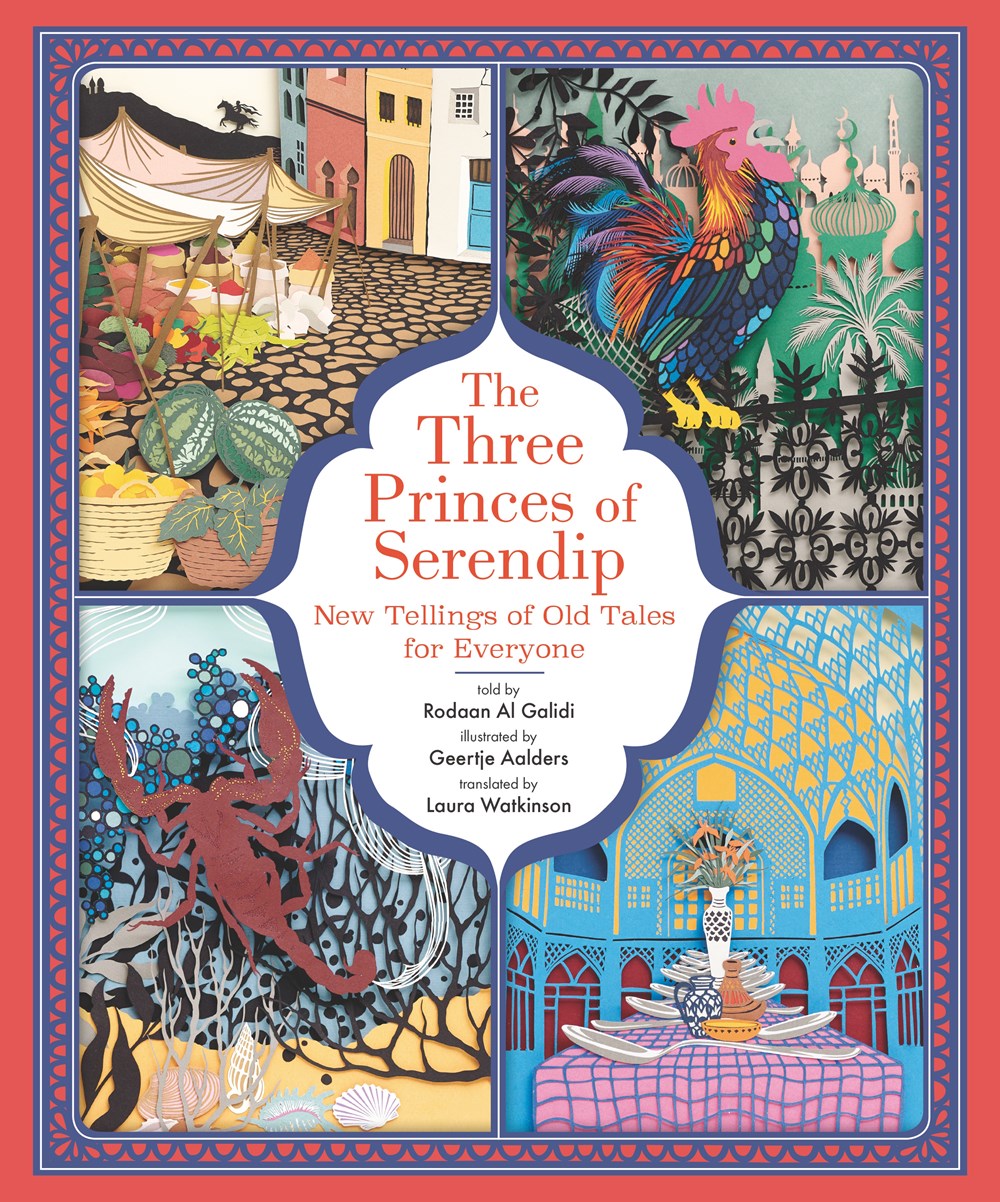 The
Three
Princes of
Serendip
New Tellings of Old Tales
for Everyone
told by
Rodaan Al Galidi
illustrated by
Geertje Aalders
translated by
Laura Watkinson